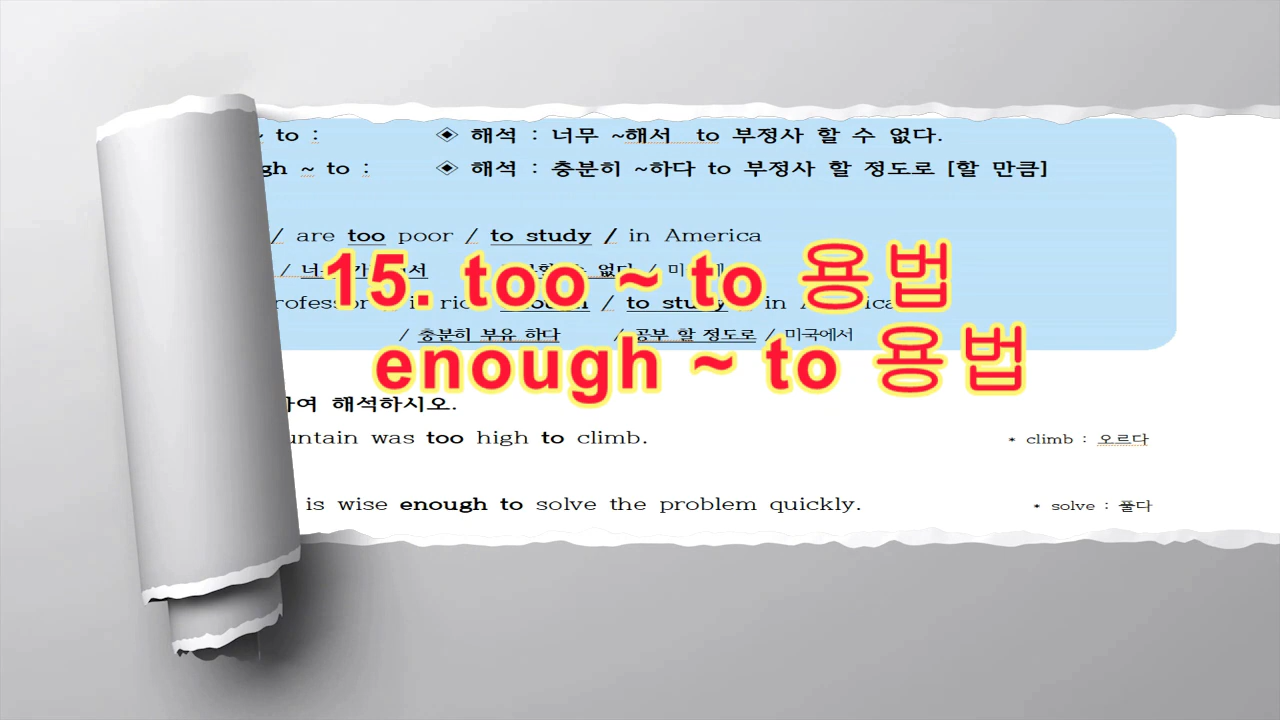 ~ to : ◈ 해석 : 너무 ~해서 to 부정사 할 수 없다.
gh ~ to : ◈ 해석 : 충분히 ~하다 to 부정사 할 정도로 [할 만큼]
/ are too poor / to study / in America
15. too ~ to 용법
/ to study in
/ 충분히 부유 하다 / 공부 할 정도로 / 미국에서
enough ~ to 용법
하여 해석하시오.
untain was too high to climb. * climb : 오르다
is wise enough to solve the problem quickly. * solve : 풀다